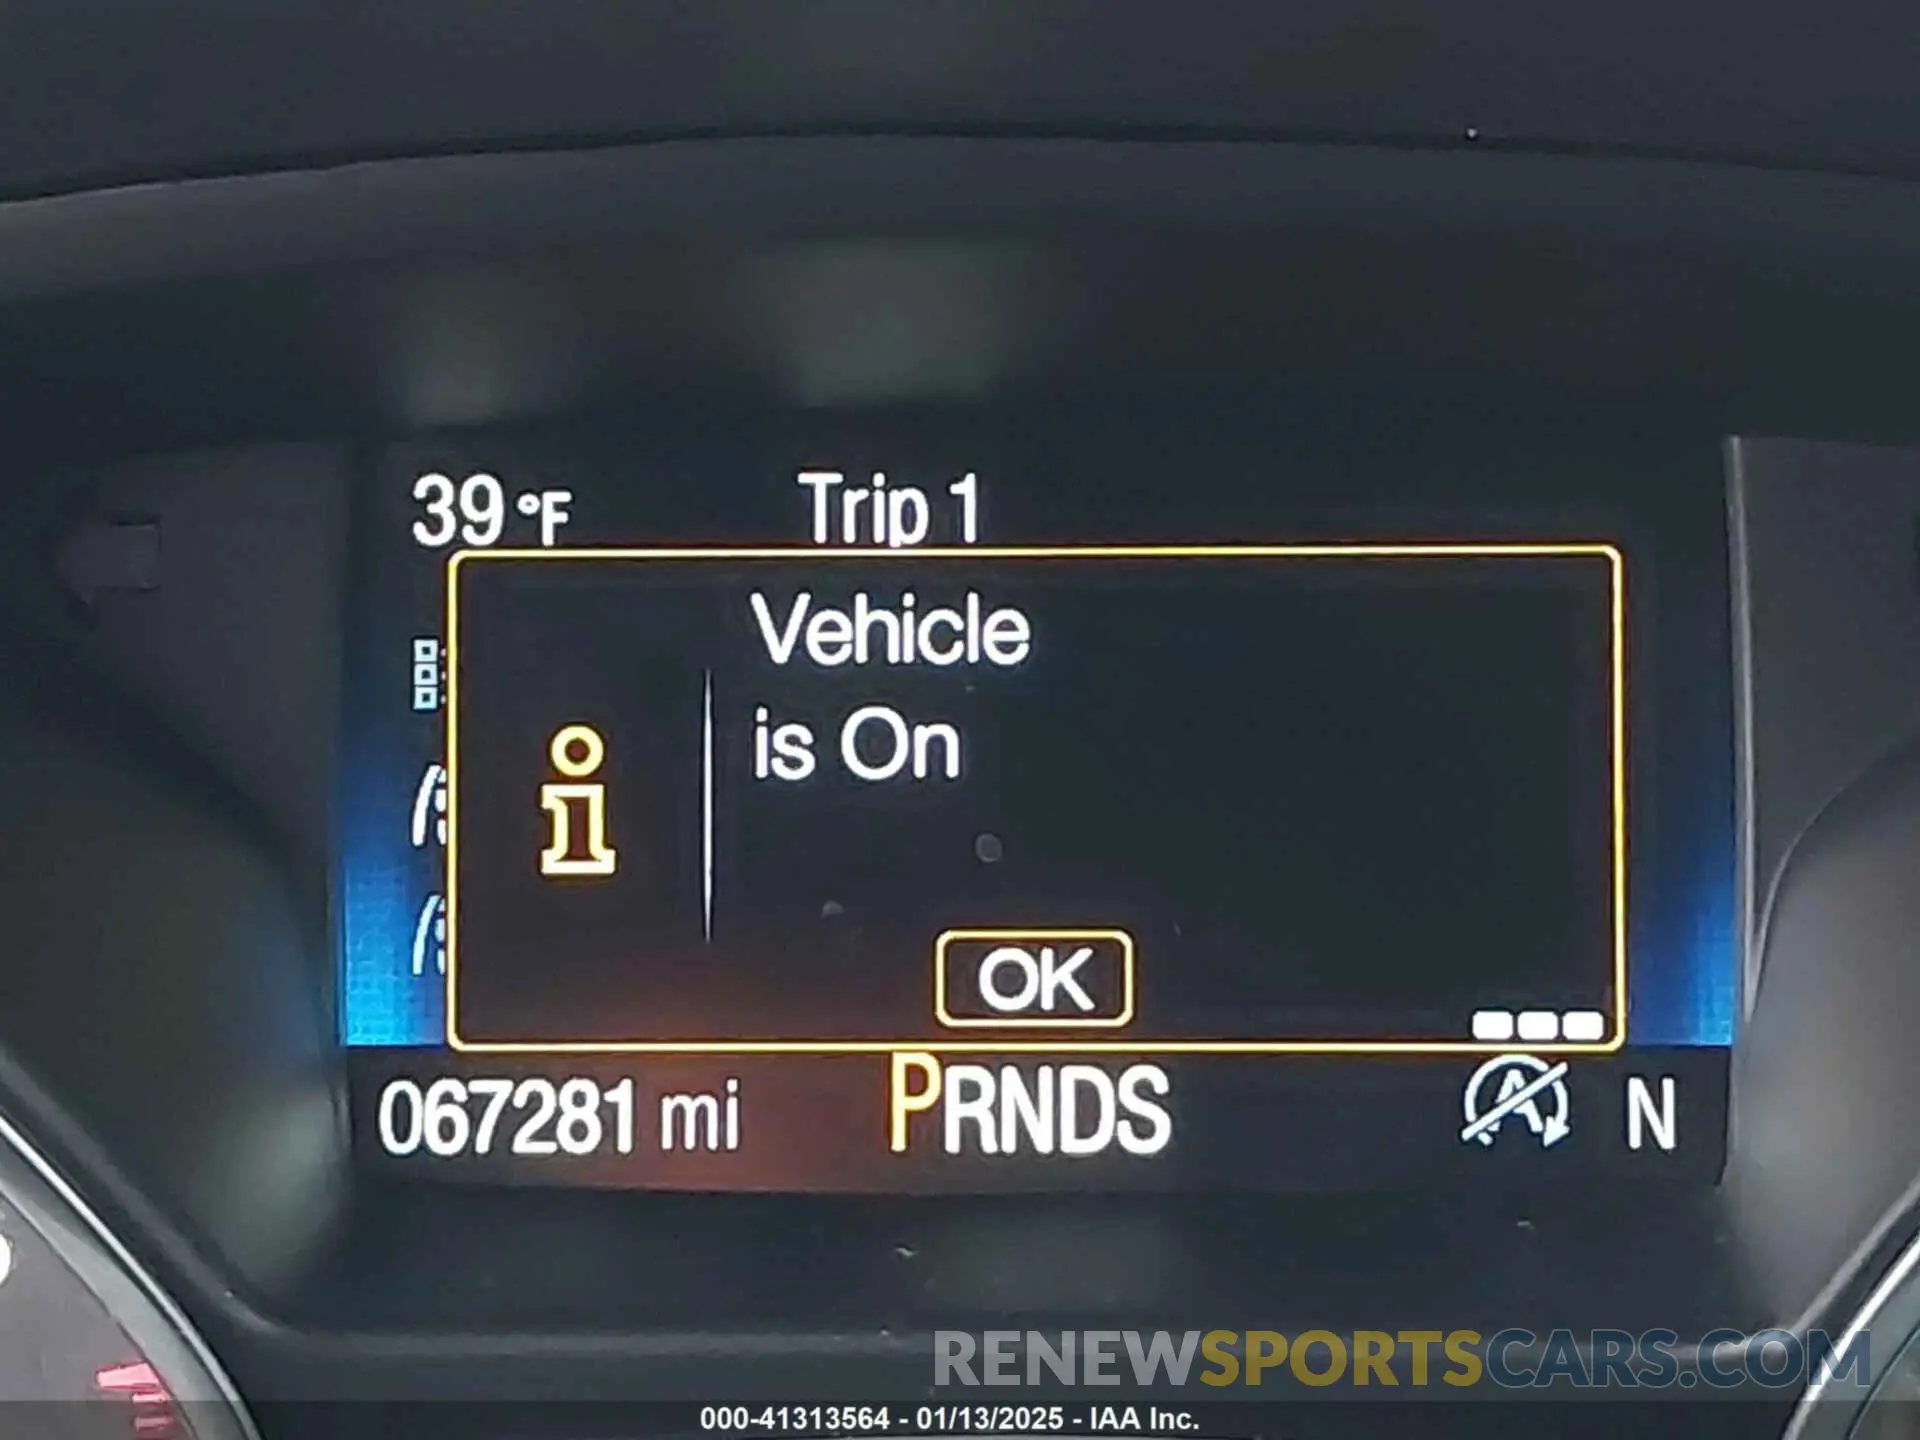 39 °F Trip 1
Vehicle
is On
OK
067281 mi PRNDS A N
RENEWSPORTSCARS.COM
000-41313564 - 01/13/2025 - IAA Inc.